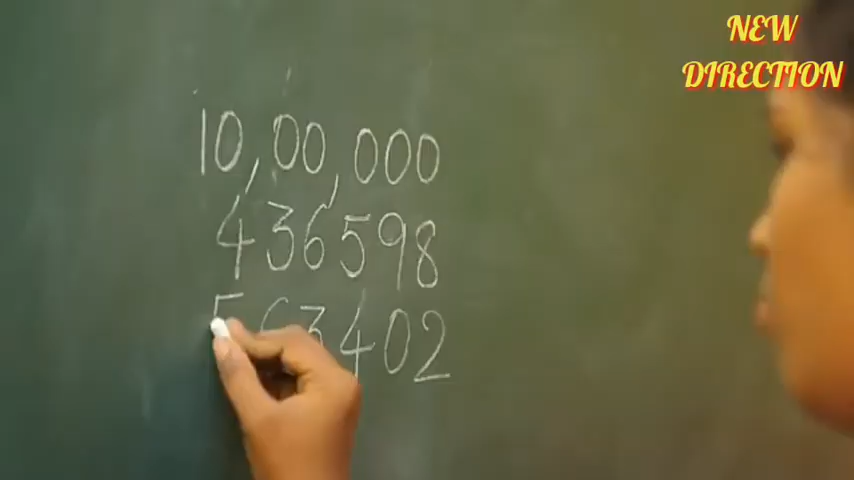 NEW
DIRECTION
10,00,000
436598
563402